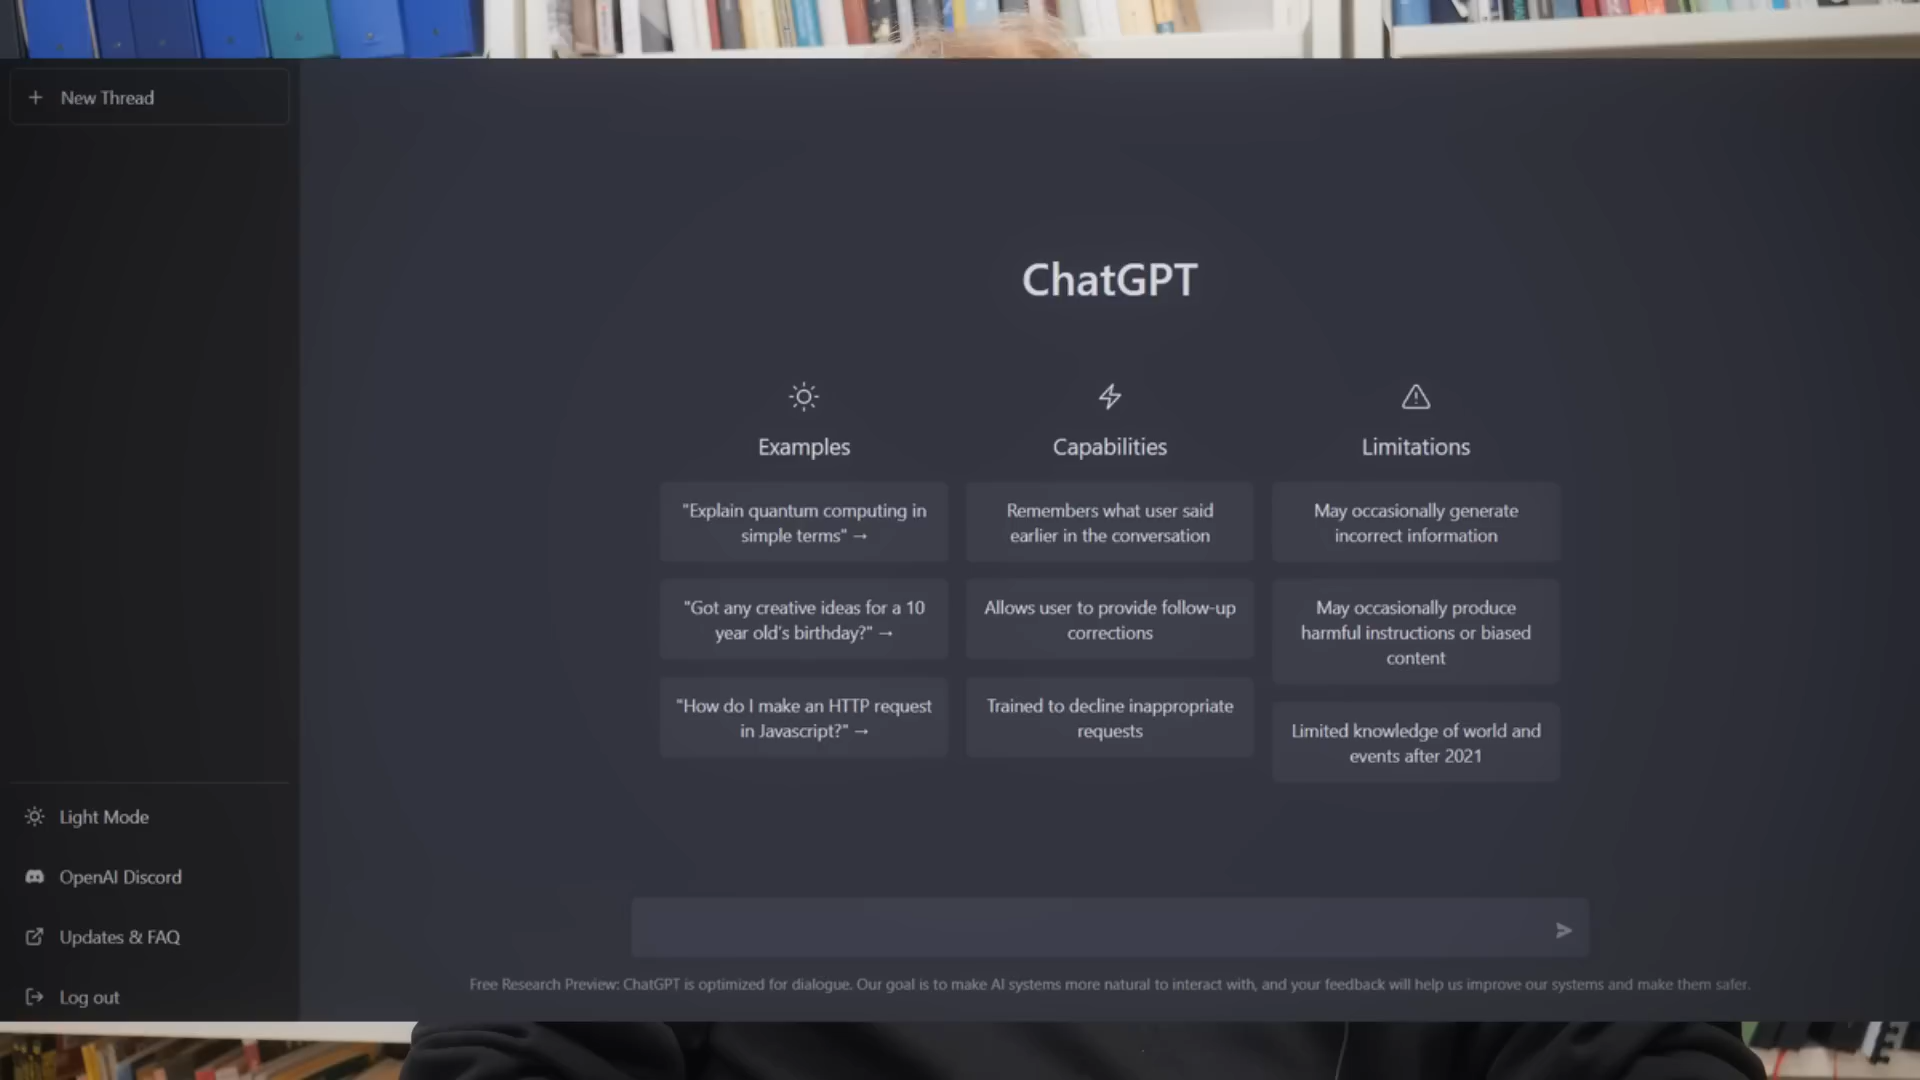 New Thread
ChatGPT
Examples
"Explain quantum computing in
simple terms" →
"Got any creative ideas for a 10
year old's birthday?" →
"How do I make an HTTP request
in Javascript?" →
Capabilities
Remembers what user said
earlier in the conversation
Allows user to provide follow-up
corrections
Trained to decline inappropriate
requests
Limitations
May occasionally generate
incorrect information
May occasionally produce
harmful instructions or biased
content
Limited knowledge of world and
events after 2021
Light Mode
OpenAI Discord
Updates & FAQ
Log out
Free Research Preview: ChatGPT is optimized for dialogue. Our goal is to make AI systems more natural to interact with, and your feedback will help us improve our systems and make them safer.